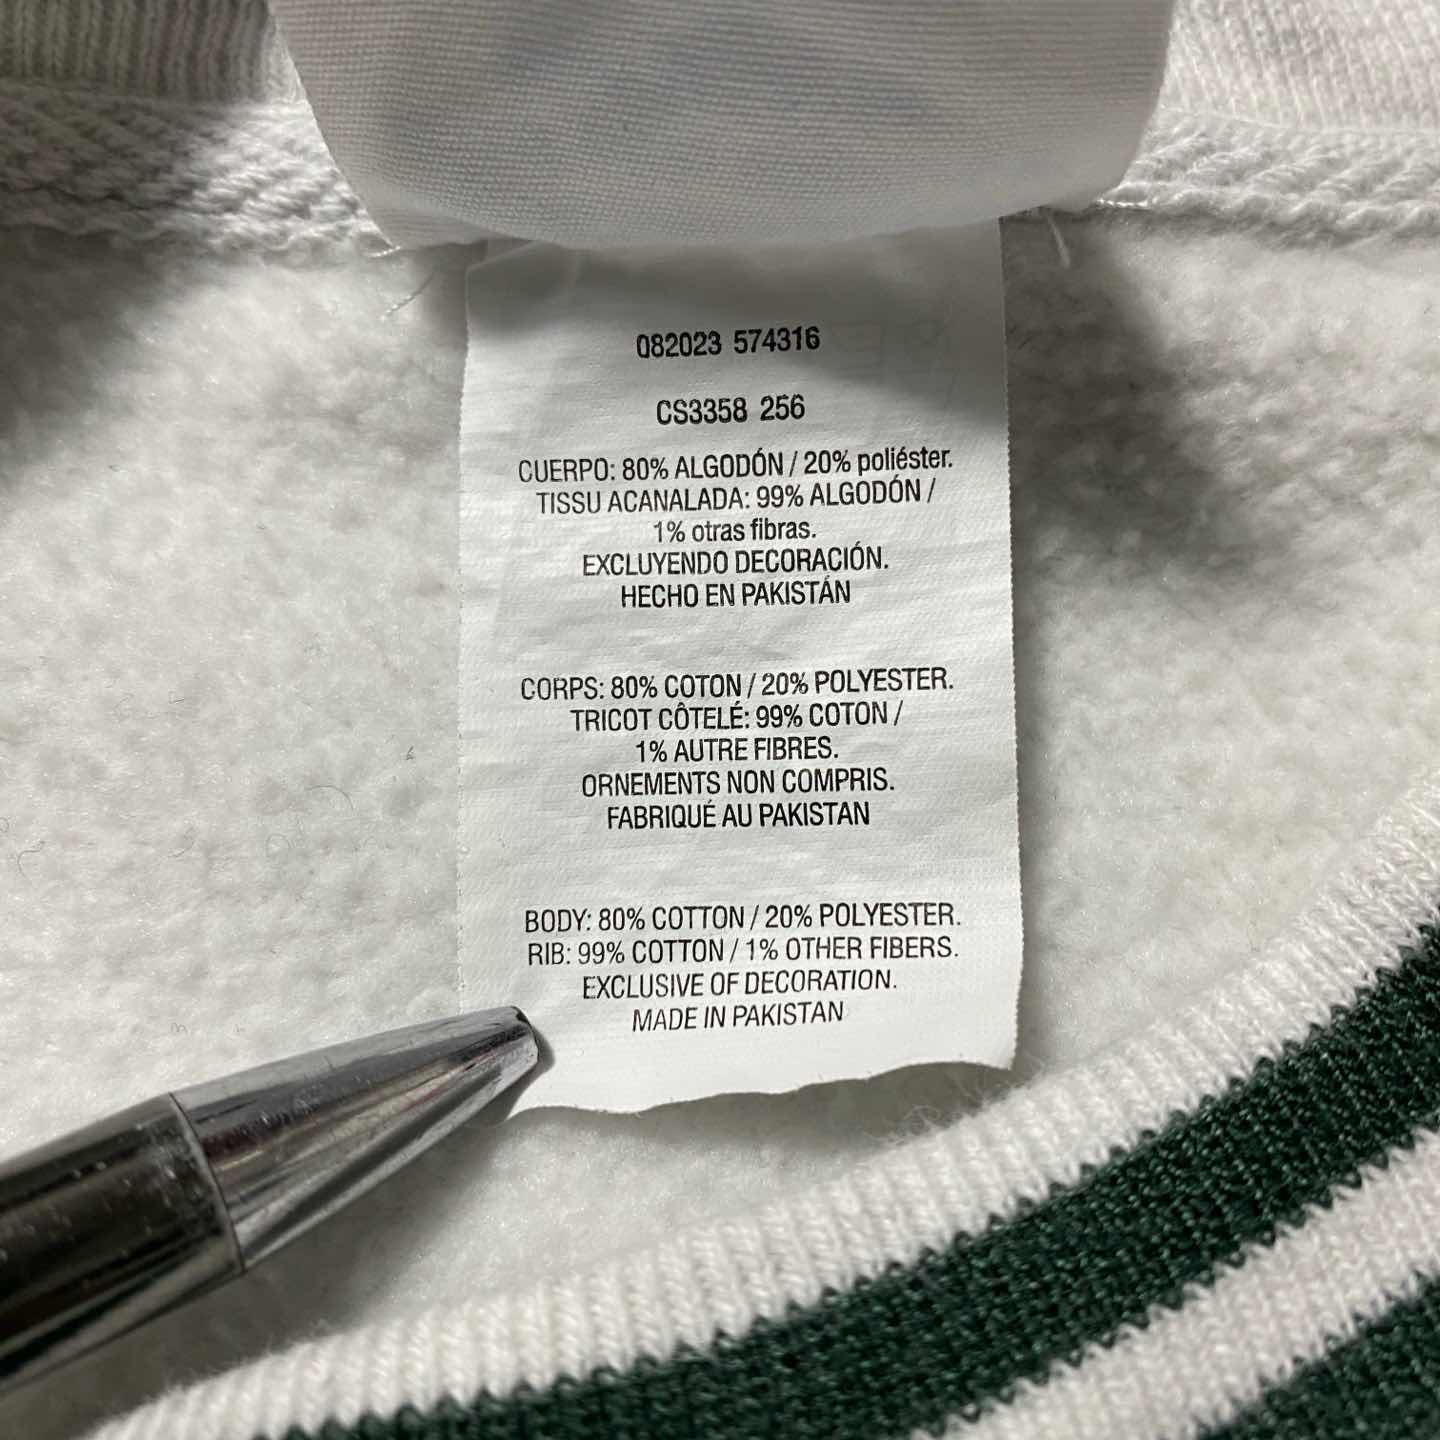 082023 574316
CS3358 256
CUERPO: 80% ALGODÓN / 20% poliéster.
TISSU ACANALADA: 99% ALGODÓN /
1% otras fibras.
EXCLUYENDO DECORACIÓN.
HECHO EN PAKISTÁN
CORPS: 80% COTON / 20% POLYESTER.
TRICOT CÔTELÉ: 99% COTON /
1% AUTRE FIBRES.
ORNEMENTS NON COMPRIS.
FABRIQUÉ AU PAKISTAN
BODY: 80% COTTON / 20% POLYESTER.
RIB: 99% COTTON / 1% OTHER FIBERS.
EXCLUSIVE OF DECORATION.
MADE IN PAKISTAN